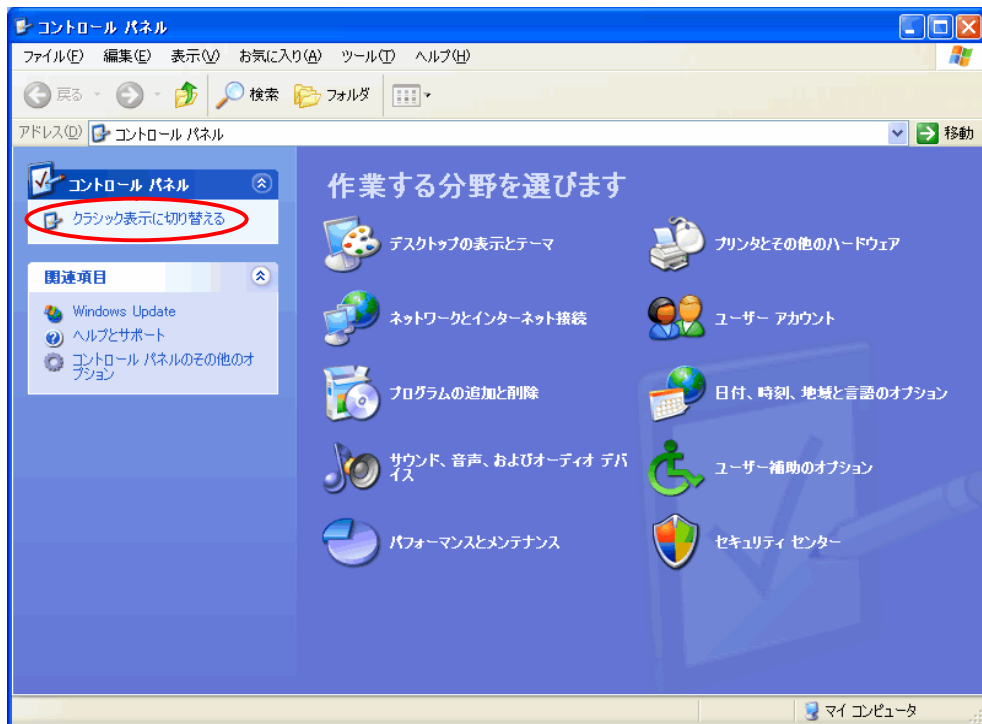 コントロール パネル
ファイル(F) 編集(E) 表示(V) お気に入り(A) ツール(T) ヘルプ(H)
戻る 検索 フォルダ
アドレス(D) コントロール パネル 移動
コントロール パネル
クラシック表示に切り替える
関連項目
Windows Update
ヘルプとサポート
コントロール パネルのその他のオ
プション
作業する分野を選びます
デスクトップの表示とテーマ
プリンタとその他のハードウェア
ネットワークとインターネット接続
ユーザー アカウント
プログラムの追加と削除
日付、時刻、地域と言語のオプション
サウンド、音声、およびオーディオ デバ
イス
ユーザー補助のオプション
パフォーマンスとメンテナンス
セキュリティ センター
マイ コンピュータ